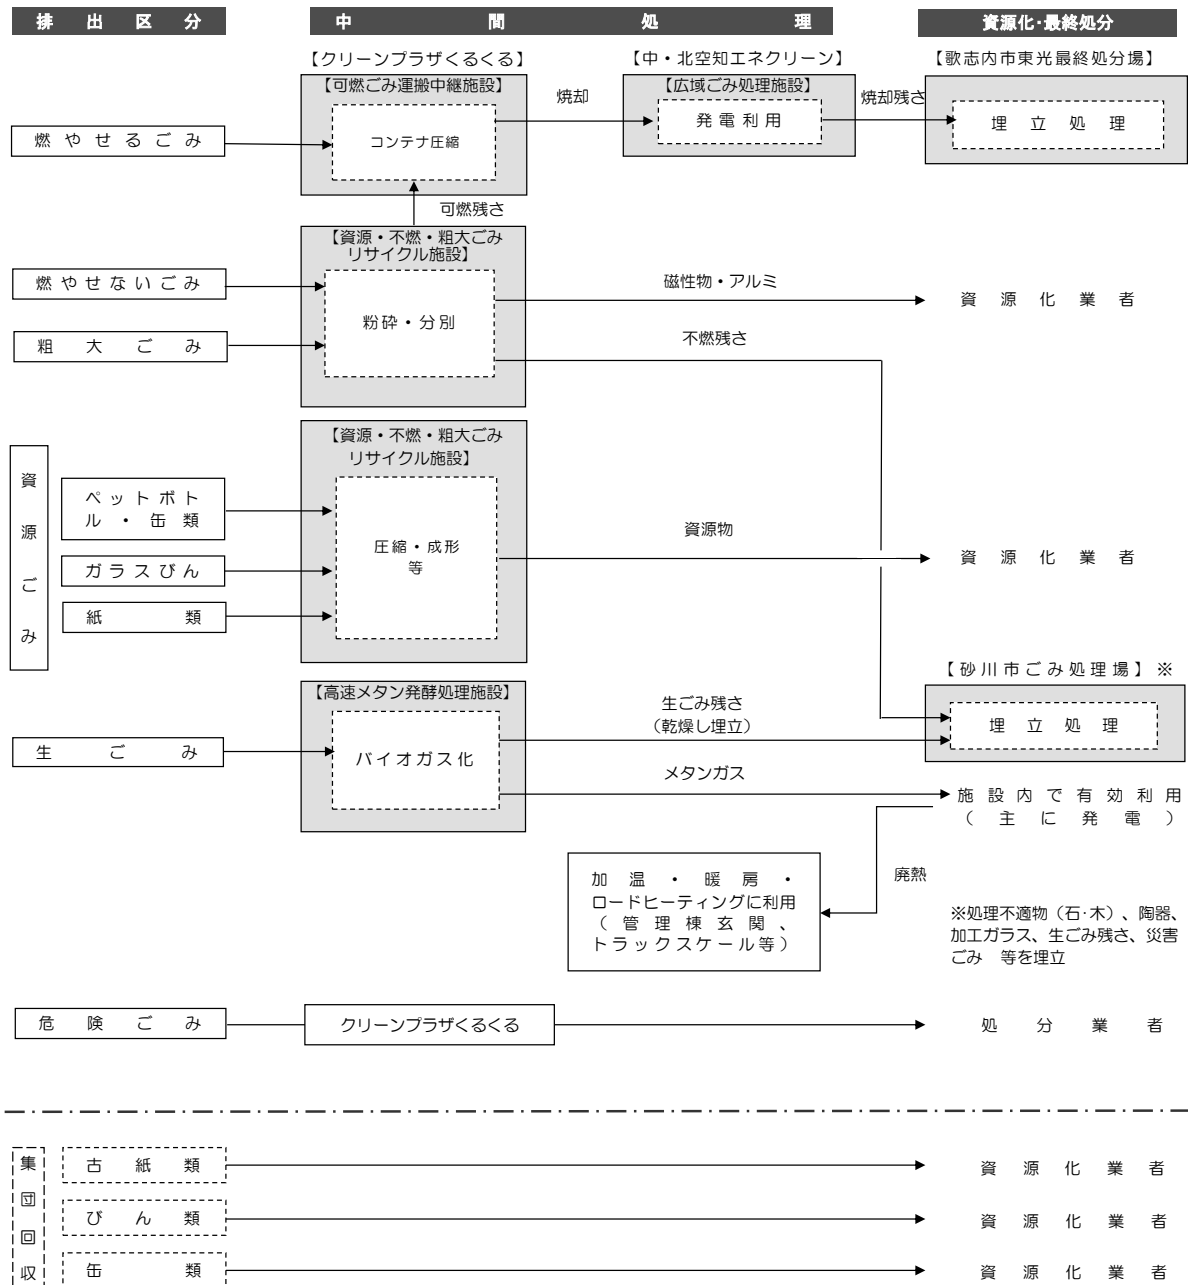 排出区分
中間処理
資源化・最終処分
【クリーンプラザくるくる】
【中・北空知エネクリーン】
【歌志内市東光最終処分場】
【可燃ごみ運搬中継施設】
焼却
【広域ごみ処理施設】
焼却残さ
燃やせるごみ
コンテナ圧縮
発電利用
埋立処理
可燃残さ
【資源・不燃・粗大ごみ
リサイクル施設】
燃やせないごみ
粗大ごみ
粉砕・分別
磁性物・アルミ
資源化業者
不燃残さ
【資源・不燃・粗大ごみ
リサイクル施設】
資源ごみ
ペットボト
ル・缶類
ガラスびん
紙類
圧縮・成形
等
資源物
資源化業者
【砂川市ごみ処理場】※
【高速メタン発酵処理施設】
生ごみ
バイオガス化
生ごみ残さ
（乾燥し埋立）
埋立処理
メタンガス
施設内で有効利用
（主に発電）
廃熱
加温・暖房・
ロードヒーティングに利用
（管理棟玄関、
トラックスケール等）
※処理不適物（石・木）、陶器、
加工ガラス、生ごみ残さ、災害
ごみ　等を埋立
危険ごみ
クリーンプラザくるくる
処分業者
集団回収
古紙類
資源化業者
びん類
資源化業者
缶類
資源化業者